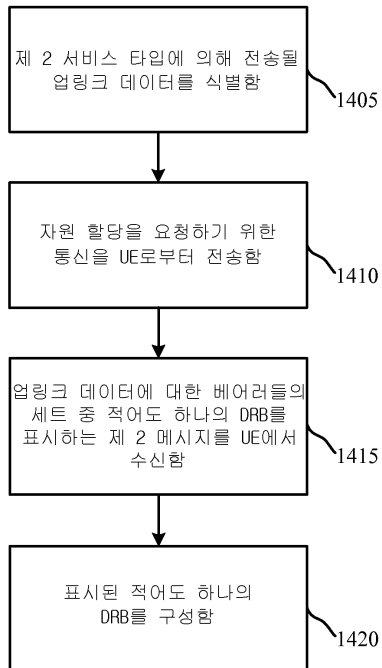 제 2 서비스 타입에 의해 전송될
업링크 데이터를 식별함
1405
자원 할당을 요청하기 위한
통신을 UE로부터 전송함
1410
업링크 데이터에 대한 베어러들의
세트 중 적어도 하나의 DRB를
표시하는 제 2 메시지를 UE에서
수신함
1415
표시된 적어도 하나의
DRB를 구성함
1420